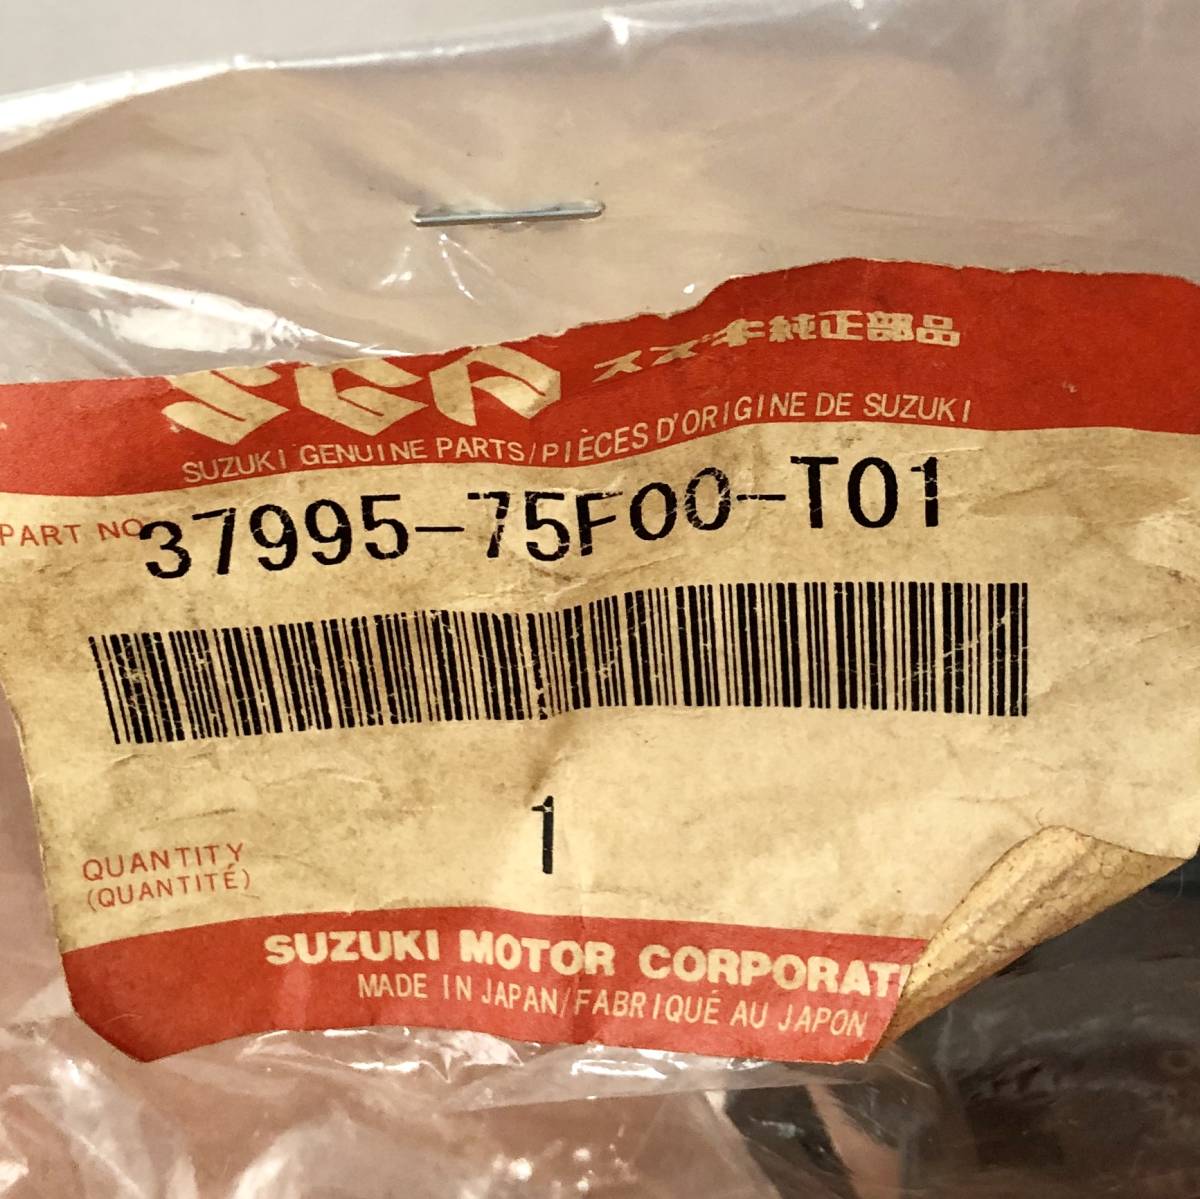 SGP スズキ純正部品
SUZUKI GENUINE PARTS/PIÈCES D'ORIGINE DE SUZUKI
PART NO. 37995-75F00-T01
1
QUANTITY
(QUANTITÉ)
SUZUKI MOTOR CORPORATI
MADE IN JAPAN/FABRIQUÉ AU JAPON